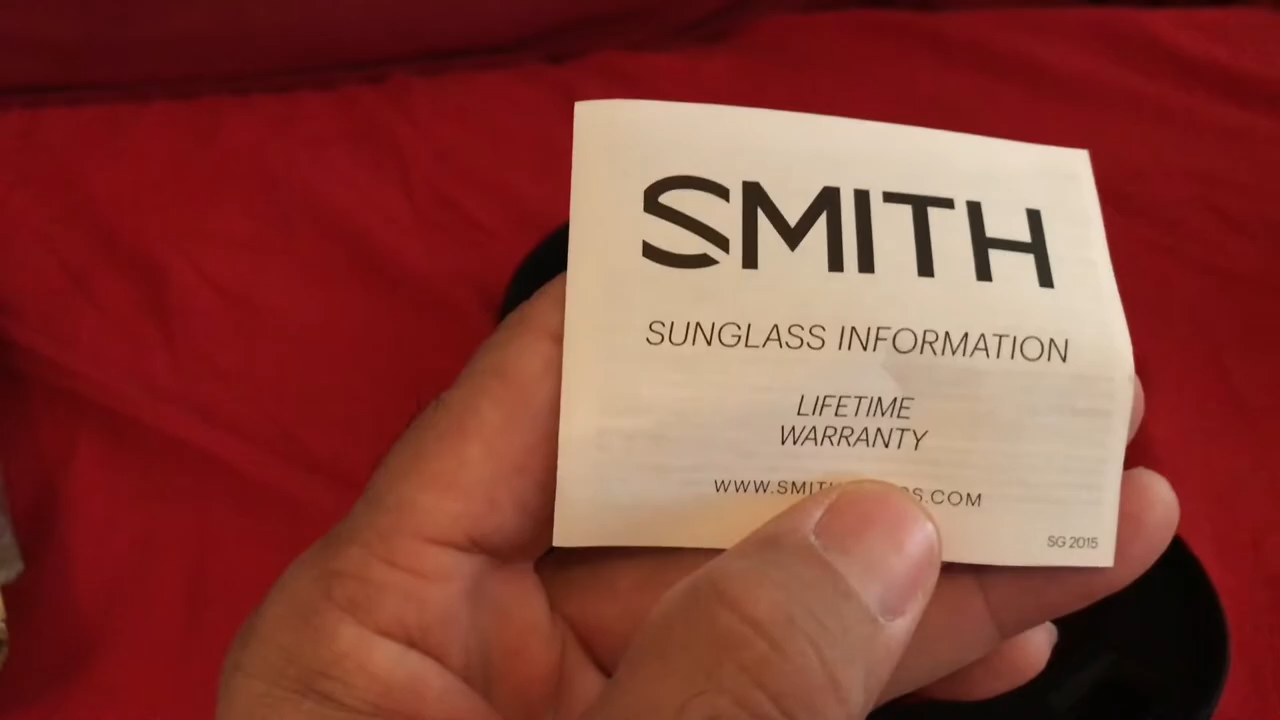 SMITH
SUNGLASS INFORMATION
LIFETIME
WARRANTY
SG 2015